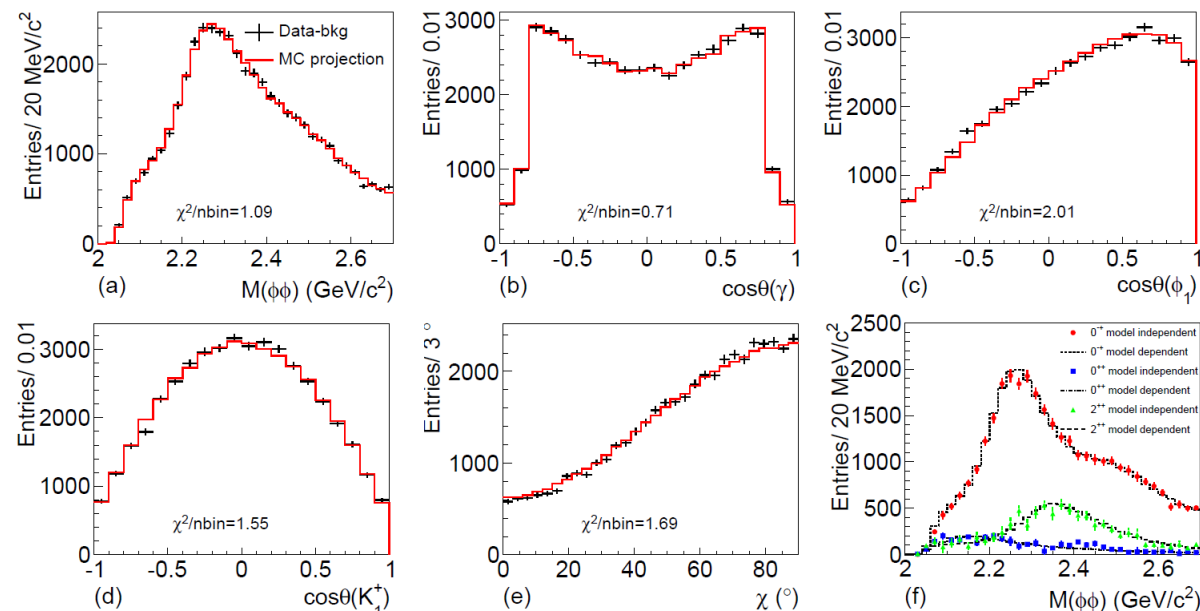 Entries/ 20 MeV/c²
2000
1000
0
2 2.2 2.4 2.6
Data-bkg
MC projection
χ²/nbin=1.09
(a) M(ϕϕ) (GeV/c²)
Entries/ 0.01
3000
2000
1000
0
-1 -0.5 0 0.5 1
χ²/nbin=0.71
(b) cosθ(γ)
Entries/ 0.01
3000
2000
1000
0
-1 -0.5 0 0.5 1
χ²/nbin=2.01
(c) cosθ(ϕ₁)
Entries/ 0.01
3000
2000
1000
0
-1 -0.5 0 0.5 1
χ²/nbin=1.55
(d) cosθ(K₁⁺)
Entries/ 3°
3000
2000
1000
0
0 20 40 60 80
χ²/nbin=1.69
(e) χ (°)
Entries/ 20 MeV/c²
2500
2000
1500
1000
500
0
2 2.2 2.4 2.6
0⁻⁺ model independent
0⁻⁺ model dependent
0⁺⁺ model independent
0⁺⁺ model dependent
2⁺⁺ model independent
2⁺⁺ model dependent
(f) M(ϕϕ) (GeV/c²)